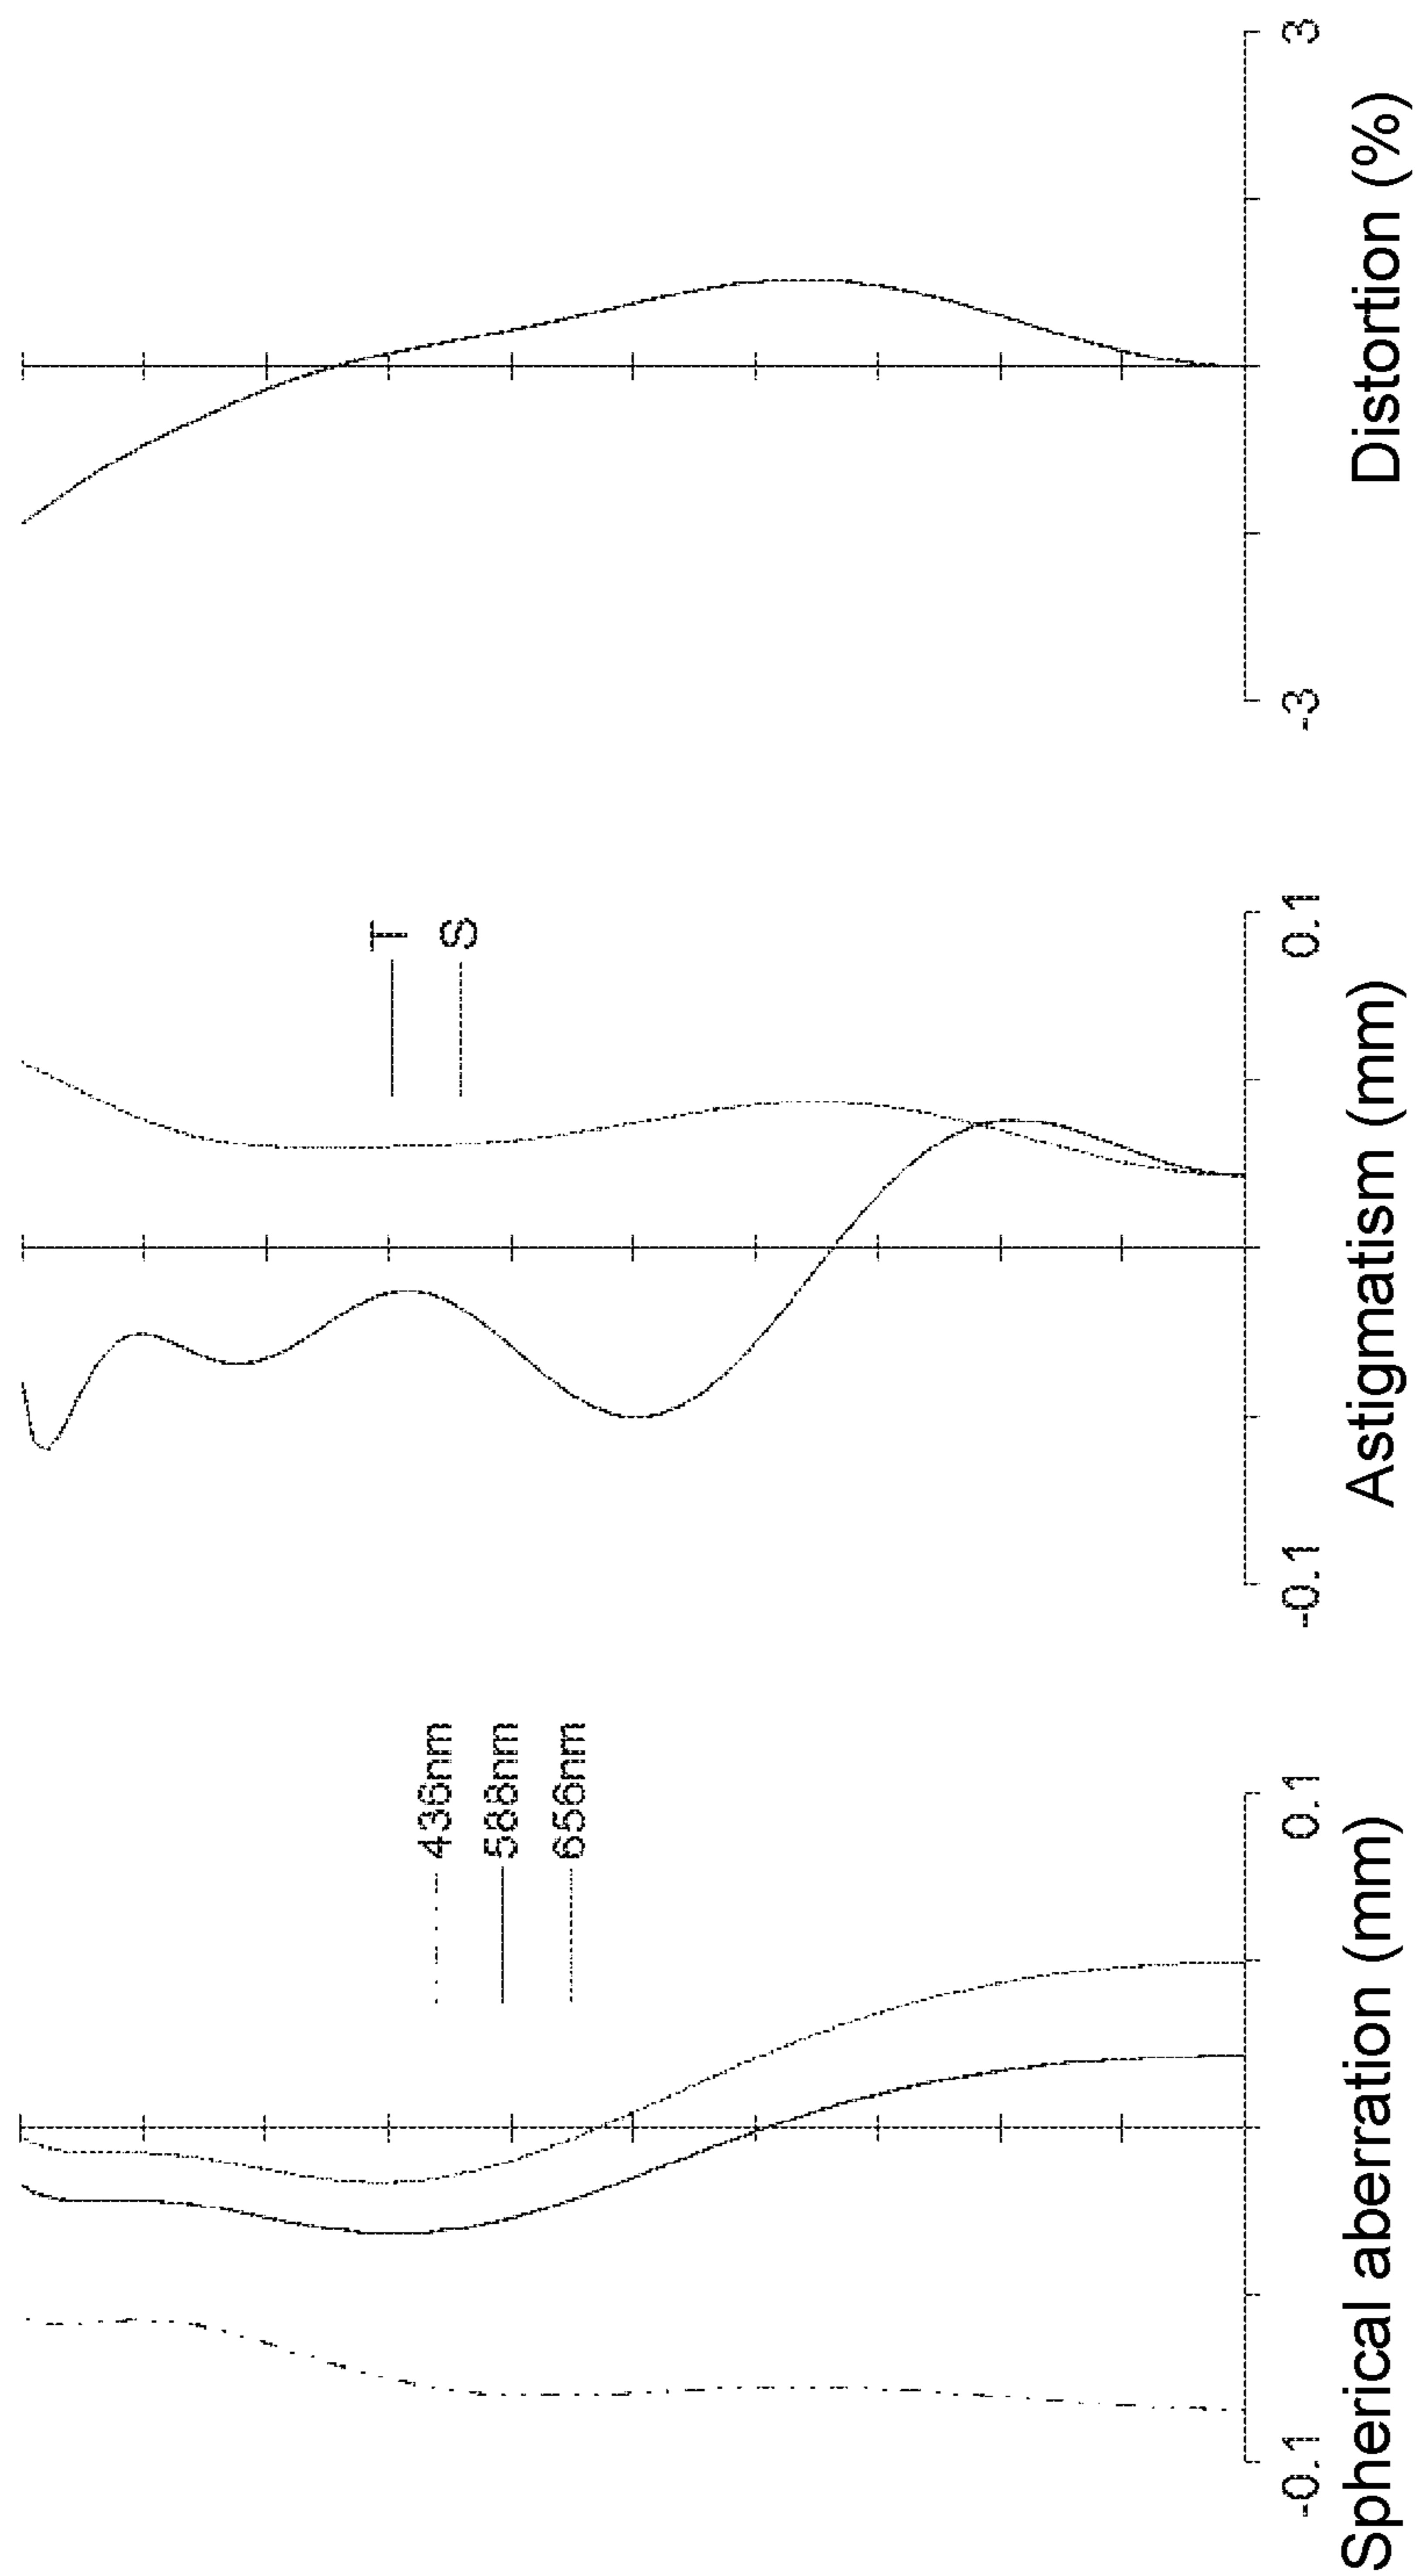 436nm
588nm
656nm
-0.1
0.1
Spherical aberration (mm)
T
S
-0.1
0.1
Astigmatism (mm)
-3
3
Distortion (%)